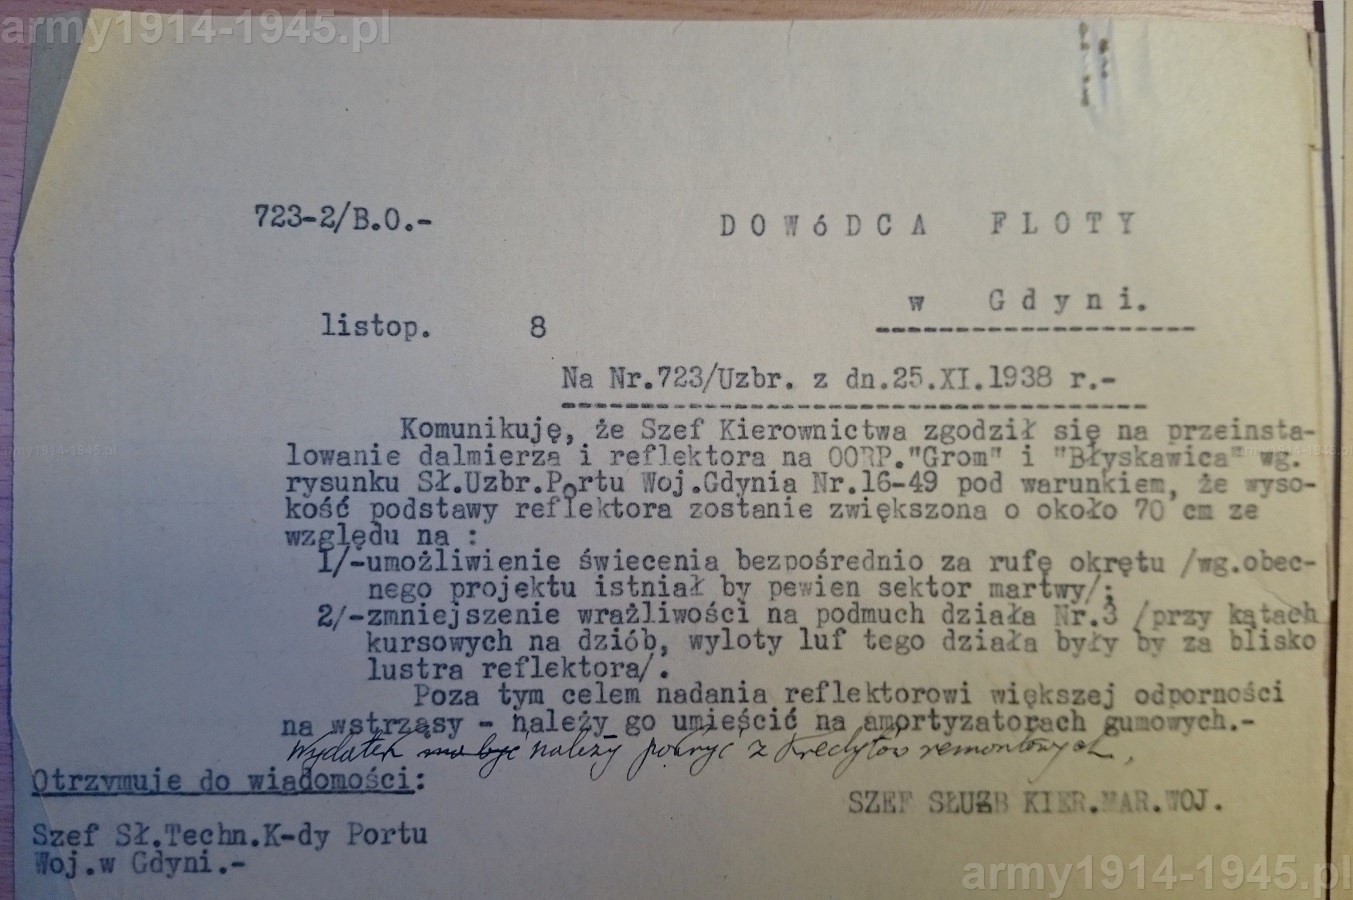 army1914-1945.pl
723-2/B.O.-
DOWóDCA FLOTY
w Gdyni.
listop. 8
Na Nr.723/Uzbr. z dn.25.XI.1938 r.-
Komunikuję, że Szef Kierownictwa zgodził się na przeinsta-
lowanie dalmierza i reflektora na OORP."Grom" i "Błyskawica" wg.
rysunku Sł.Uzbr.Portu Woj.Gdynia Nr.16-49 pod warunkiem, że wyso-
kość podstawy reflektora zostanie zwiększona o około 70 cm ze
względu na :
1/-umożliwienie świecenia bezpośrednio za rufę okrętu /wg.obec-
nego projektu istniał by pewien sektor martwy/;
2/-zmniejszenie wrażliwości na podmuch działa Nr.3 /przy kątach
kursowych na dziób, wyloty luf tego działa były by za blisko
lustra reflektora/.
Poza tym celem nadania reflektorowi większej odporności
na wstrząsy - należy go umieścić na amortyzatorach gumowych.-
Wydatek ma być należy pokryć z kredytów remontowych.
Otrzymuje do wiadomości:
SZEF SŁUŻB KIER.MAR.WOJ.
Szef Sł.Techn.K-dy Portu
Woj.w Gdyni.-
army1914-1945.pl
army1914-1945.pl